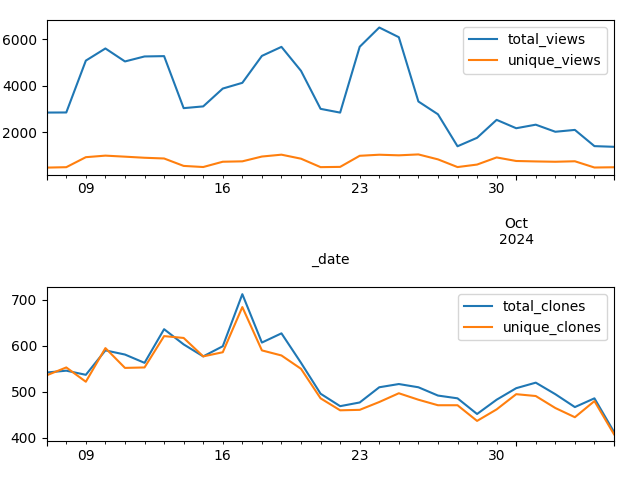 6000
4000
2000
total_views
unique_views
09
16
23
30
Oct
2024
_date
700
600
500
400
total_clones
unique_clones
09
16
23
30